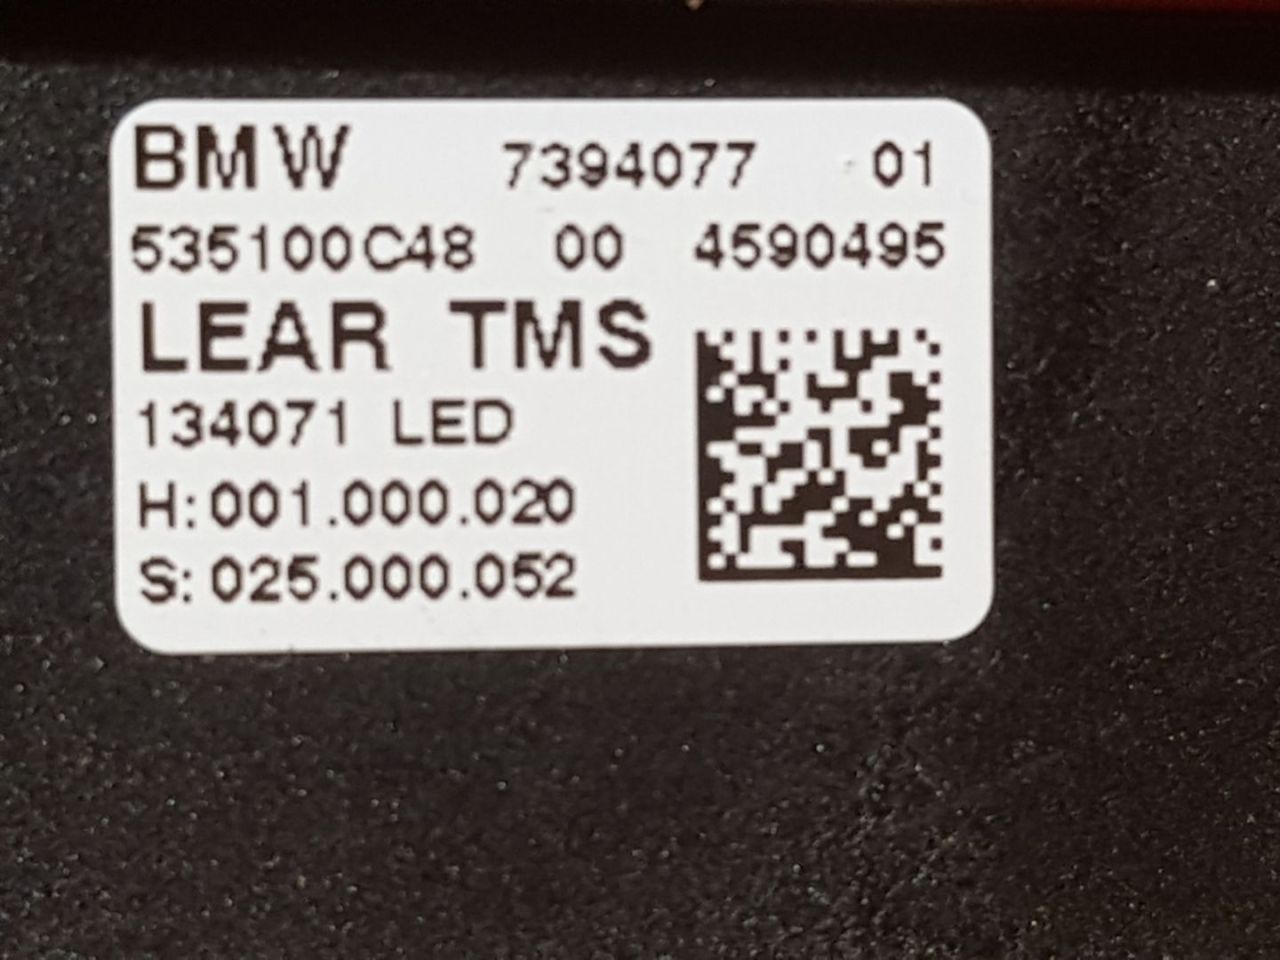 BMW 7394077 01
535100C48 00 4590495
LEAR TMS
134071 LED
H:001.000.020
S:025.000.052